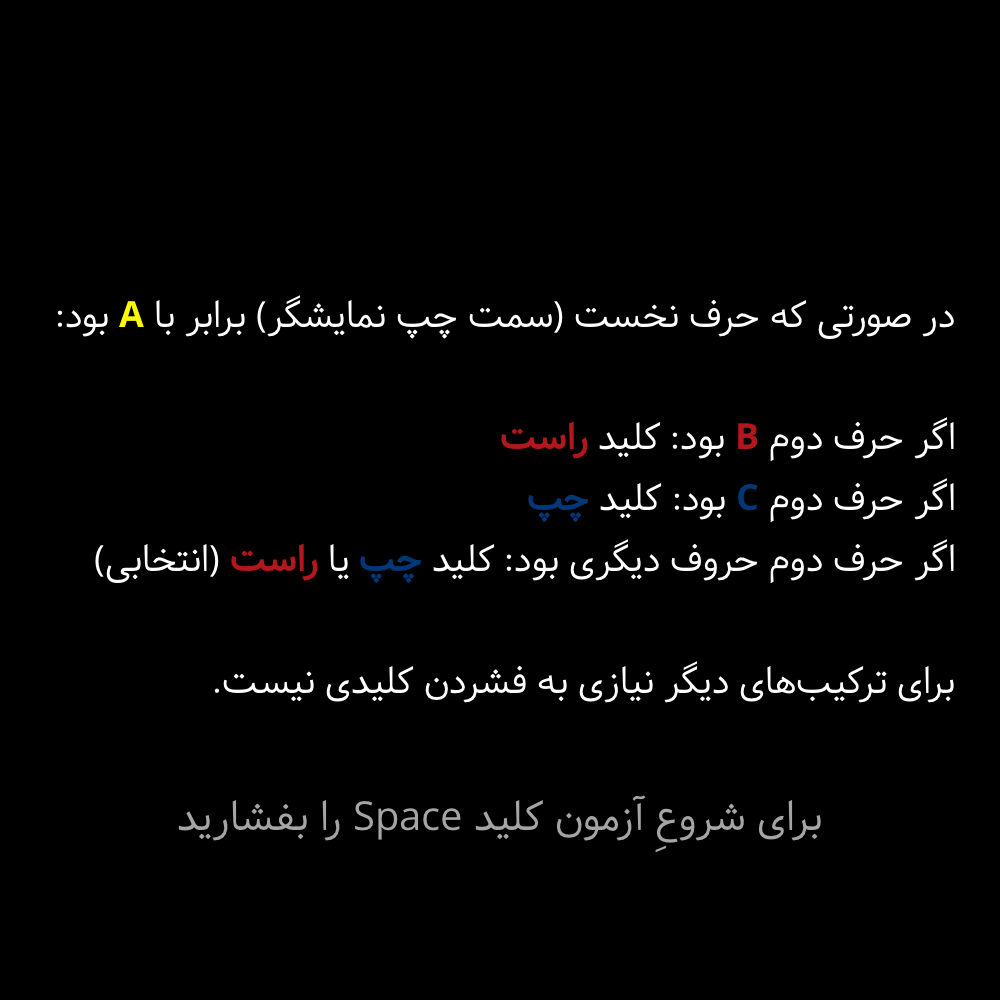 در صورتی که حرف نخست (سمت چپ نمایشگر) برابر با A بود:
اگر حرف دوم B بود: کلید راست
اگر حرف دوم C بود: کلید چپ
اگر حرف دوم حروف دیگری بود: کلید چپ یا راست (انتخابی)
برای ترکیب‌های دیگر نیازی به فشردن کلیدی نیست.
برای شروعِ آزمون کلید Space را بفشارید